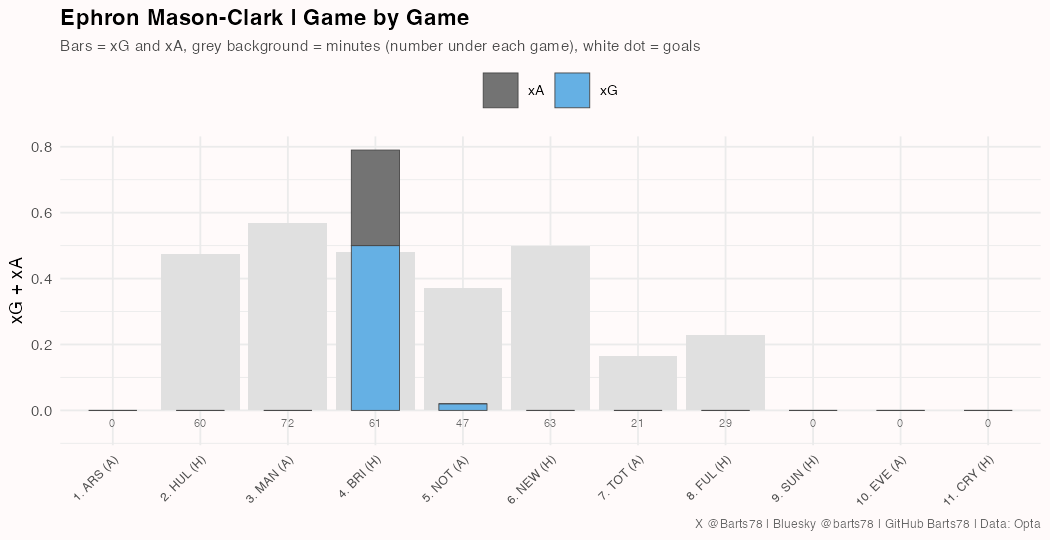 Ephron Mason-Clark | Game by Game
Bars = xG and xA, grey background = minutes (number under each game), white dot = goals
xA xG
xG + xA
0.8
0.6
0.4
0.2
0.0
0 60 72 61 47 63 21 29 0 0 0
1. ARS (A) 2. HUL (H) 3. MAN (A) 4. BRI (H) 5. NOT (A) 6. NEW (H) 7. TOT (A) 8. FUL (H) 9. SUN (H) 10. EVE (A) 11. CRY (H)
X @Barts78 | Bluesky @barts78 | GitHub Barts78 | Data: Opta